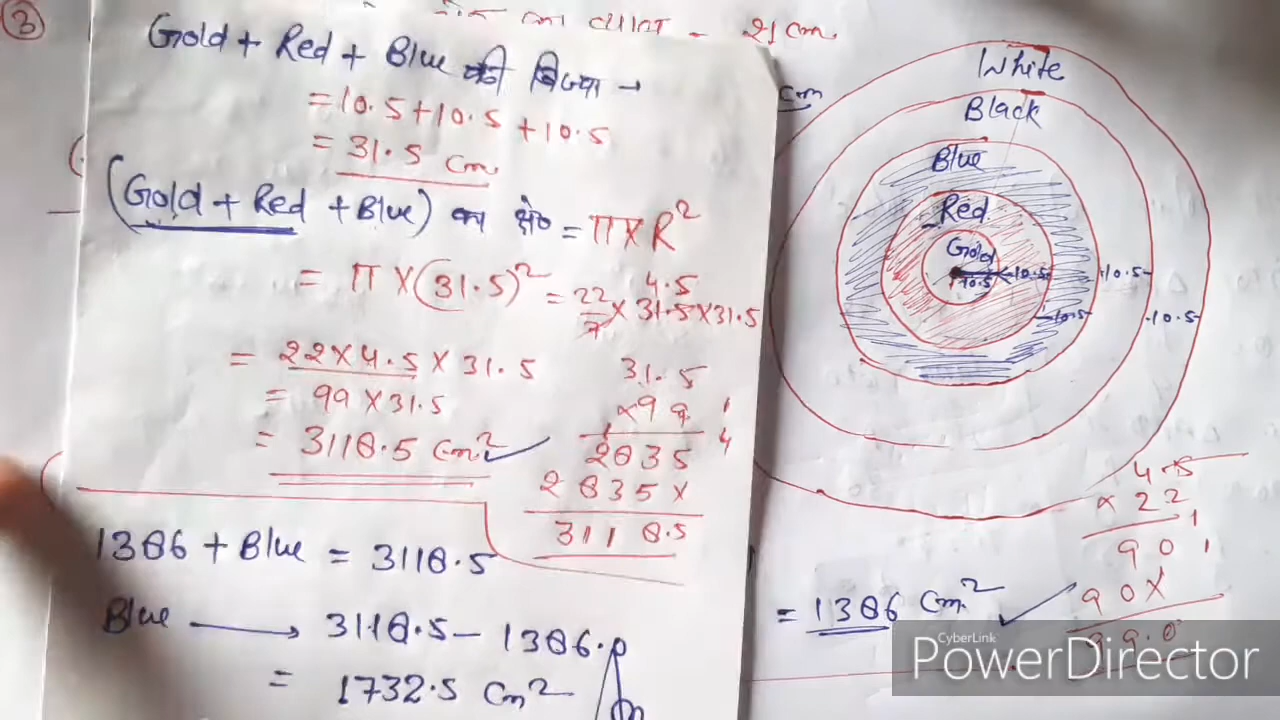 3
- 21 cm
Gold + Red + Blue की त्रिज्या →
= 10.5 + 10.5 + 10.5
= 31.5 cm
(Gold + Red + Blue) का क्षे० = π × R²
= π × (31.5)² = 22/7 × 31.5 × 31.5
4.5
= 22 × 4.5 × 31.5
= 99 × 31.5
= 3118.5 cm²
31.5
×99
2835
2835×
3118.5
1386 + Blue = 3118.5
Blue → 3118.5 - 1386.0
= 1732.5 cm²
cm
White
Black
Blue
Red
Gold
10.5
10.5
10.5
10.5
10.5
= 1386 cm²
4.5
×22
90
90×
99.0
CyberLink
PowerDirector